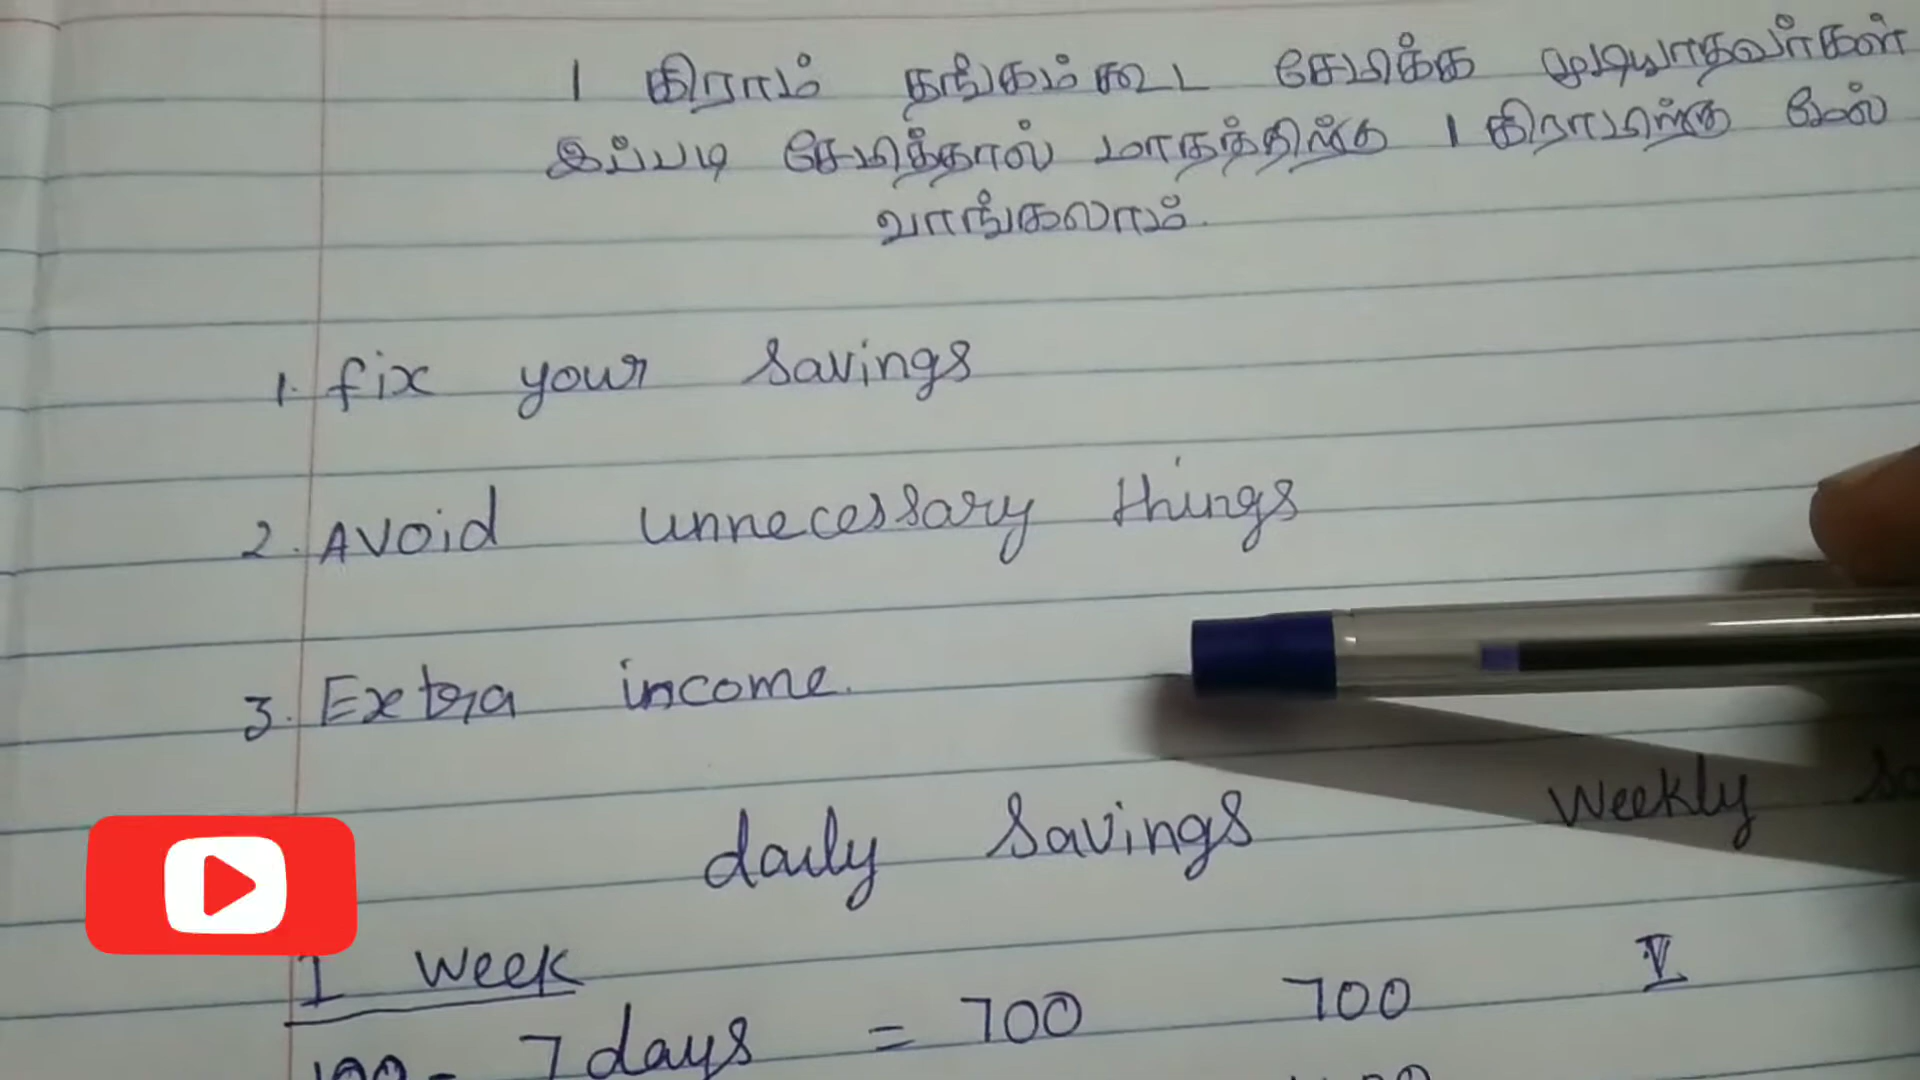 1 கிராம் தங்கம்கூட சேமிக்க முடியாதவர்கள்
இப்படி சேமித்தால் மாதத்திற்கு 1 கிராமிற்கு மேல்
வாங்கலாம்.
1. fix your savings
2. Avoid unnecessary things
3. Extra income.
daily savings Weekly
I week
700 V
100 - 7 days = 700